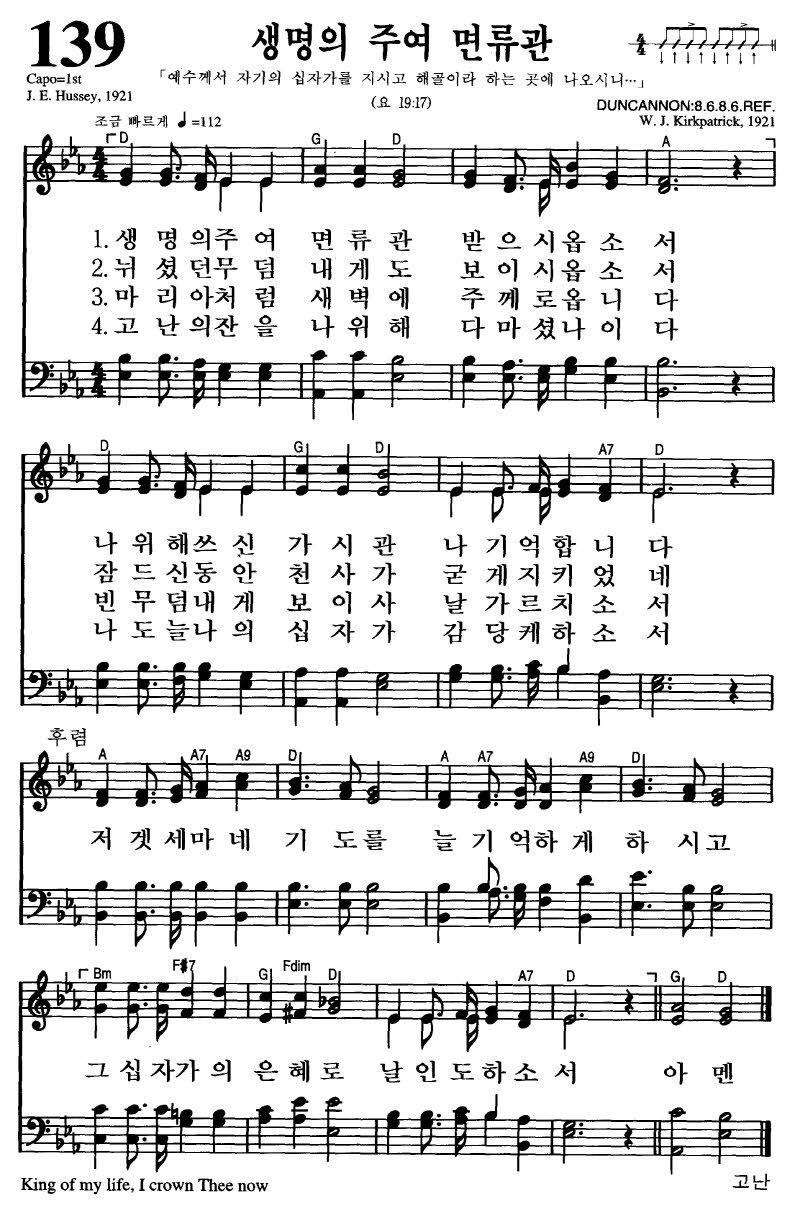 139
생명의 주여 면류관
Capo=1st
「예수께서 자기의 십자가를 지시고 해골이라 하는 곳에 나오시니…」
J. E. Hussey, 1921
(요 19:17)
DUNCANNON:8.6.8.6.REF.
W. J. Kirkpatrick, 1921
조금 빠르게 ♩=112
D G D A
1. 생 명 의주 여 면 류 관 받 으 시옵 소 서
2. 뉘 셨 던무 덤 내 게 도 보 이 시옵 소 서
3. 마 리 아처 럼 새 벽 에 주 께 로옵 니 다
4. 고 난 의잔 을 나 위 해 다 마 셨나 이 다
D G D A7 D
나 위 해쓰 신 가 시 관 나 기 억합 니 다
잠 드 신동 안 천 사 가 굳 게 지키 었 네
빈 무 덤내 게 보 이 사 날 가 르치 소 서
나 도 늘나 의 십 자 가 감 당 케하 소 서
후렴
A A7 A9 D A A7 A9 D
저 겟 세마 네 기 도 를 늘 기 억하 게 하 시 고
Bm F#7 G Fdim D A7 D G D
그 십 자가 의 은 혜 로 날 인 도하 소 서 아 멘
King of my life, I crown Thee now
고난